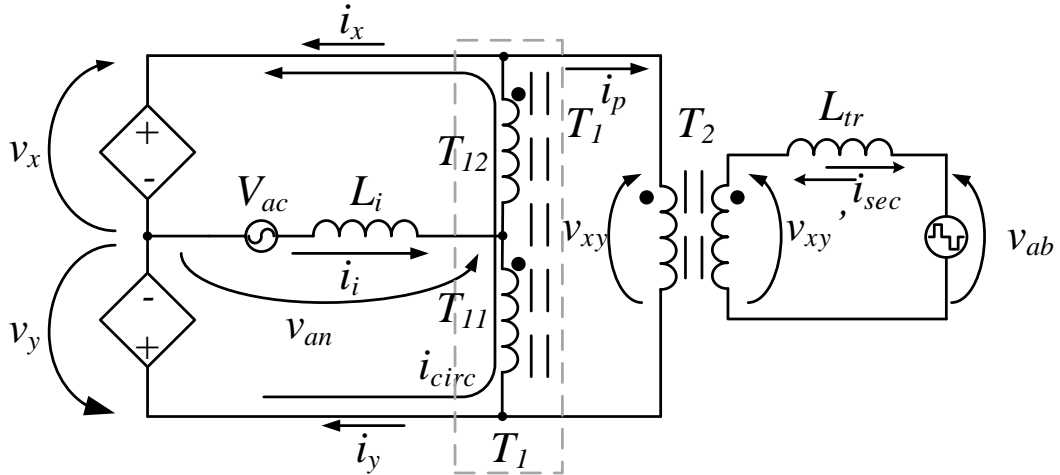 i_x
i_p
T_1
T_2
L_tr
v_x
+
-
T_12
V_ac
L_i
i_sec
v_xy
v_xy'
v_ab
i_i
v_an
T_11
-
+
v_y
i_circ
i_y
T_1